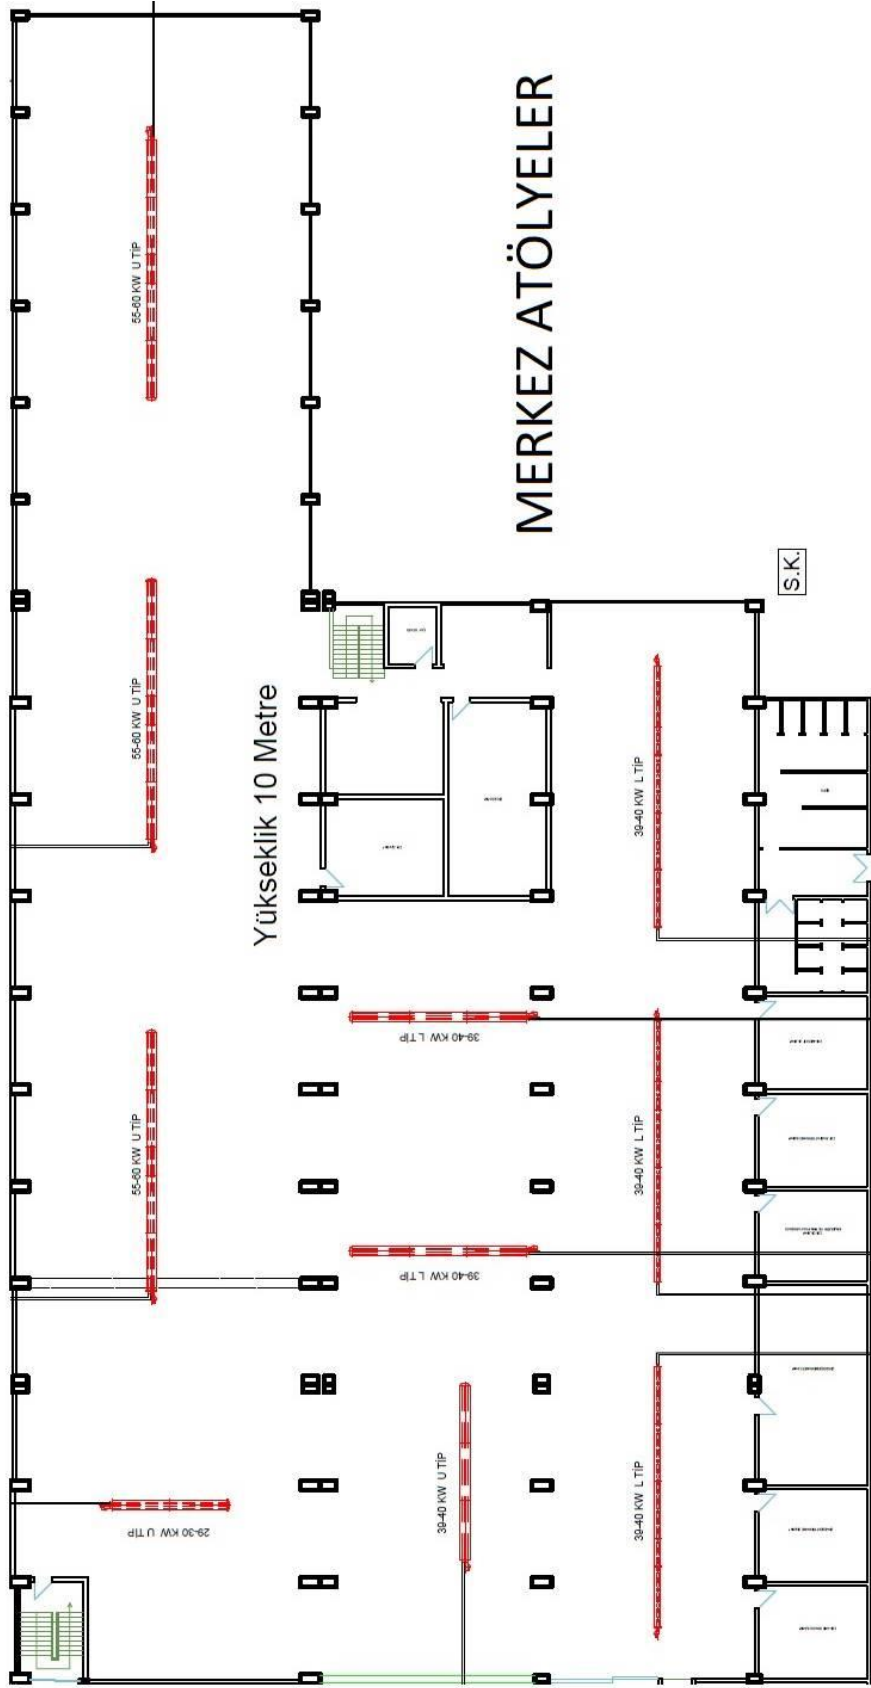 MERKEZ ATÖLYELER
S.K.
Yükseklik 10 Metre
55-60 KW U TİP
55-60 KW U TİP
55-60 KW U TİP
29-30 KW U TİP
39-40 KW L TİP
39-40 KW L TİP
39-40 KW U TİP
39-40 KW L TİP
39-40 KW L TİP
39-40 KW L TİP